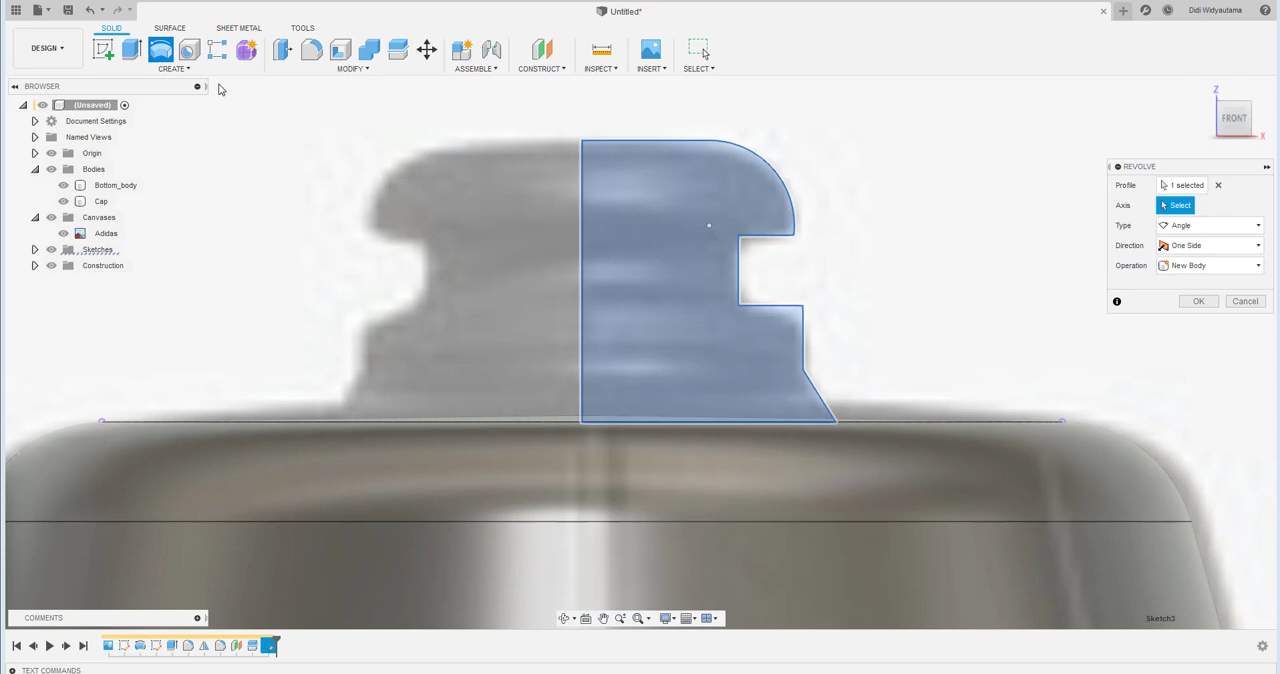 Untitled*
Didi Widyautama
SOLID
SURFACE
SHEET METAL
TOOLS
DESIGN
CREATE
MODIFY
ASSEMBLE
CONSTRUCT
INSPECT
INSERT
SELECT
BROWSER
(Unsaved)
Document Settings
Named Views
Origin
Bodies
Bottom_body
Cap
Canvases
Adidas
Sketches
Construction
Z
FRONT
X
REVOLVE
Profile
1 selected
Axis
Select
Type
Angle
Direction
One Side
Operation
New Body
OK
Cancel
COMMENTS
Sketch3
TEXT COMMANDS